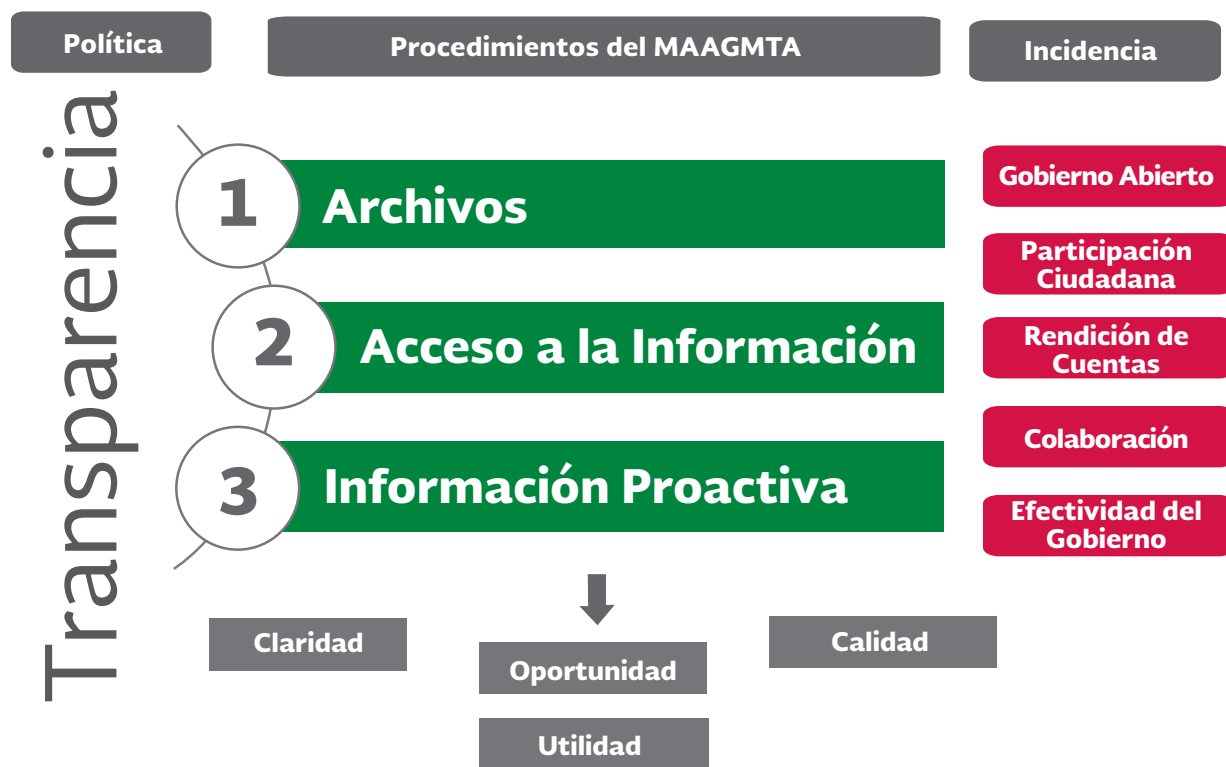 Política
Procedimientos del MAAGMTA
Incidencia
Transparencia
1
Archivos
2
Acceso a la Información
3
Información Proactiva
Gobierno Abierto
Participación
Ciudadana
Rendición de
Cuentas
Colaboración
Efectividad del
Gobierno
Claridad
Oportunidad
Calidad
Utilidad